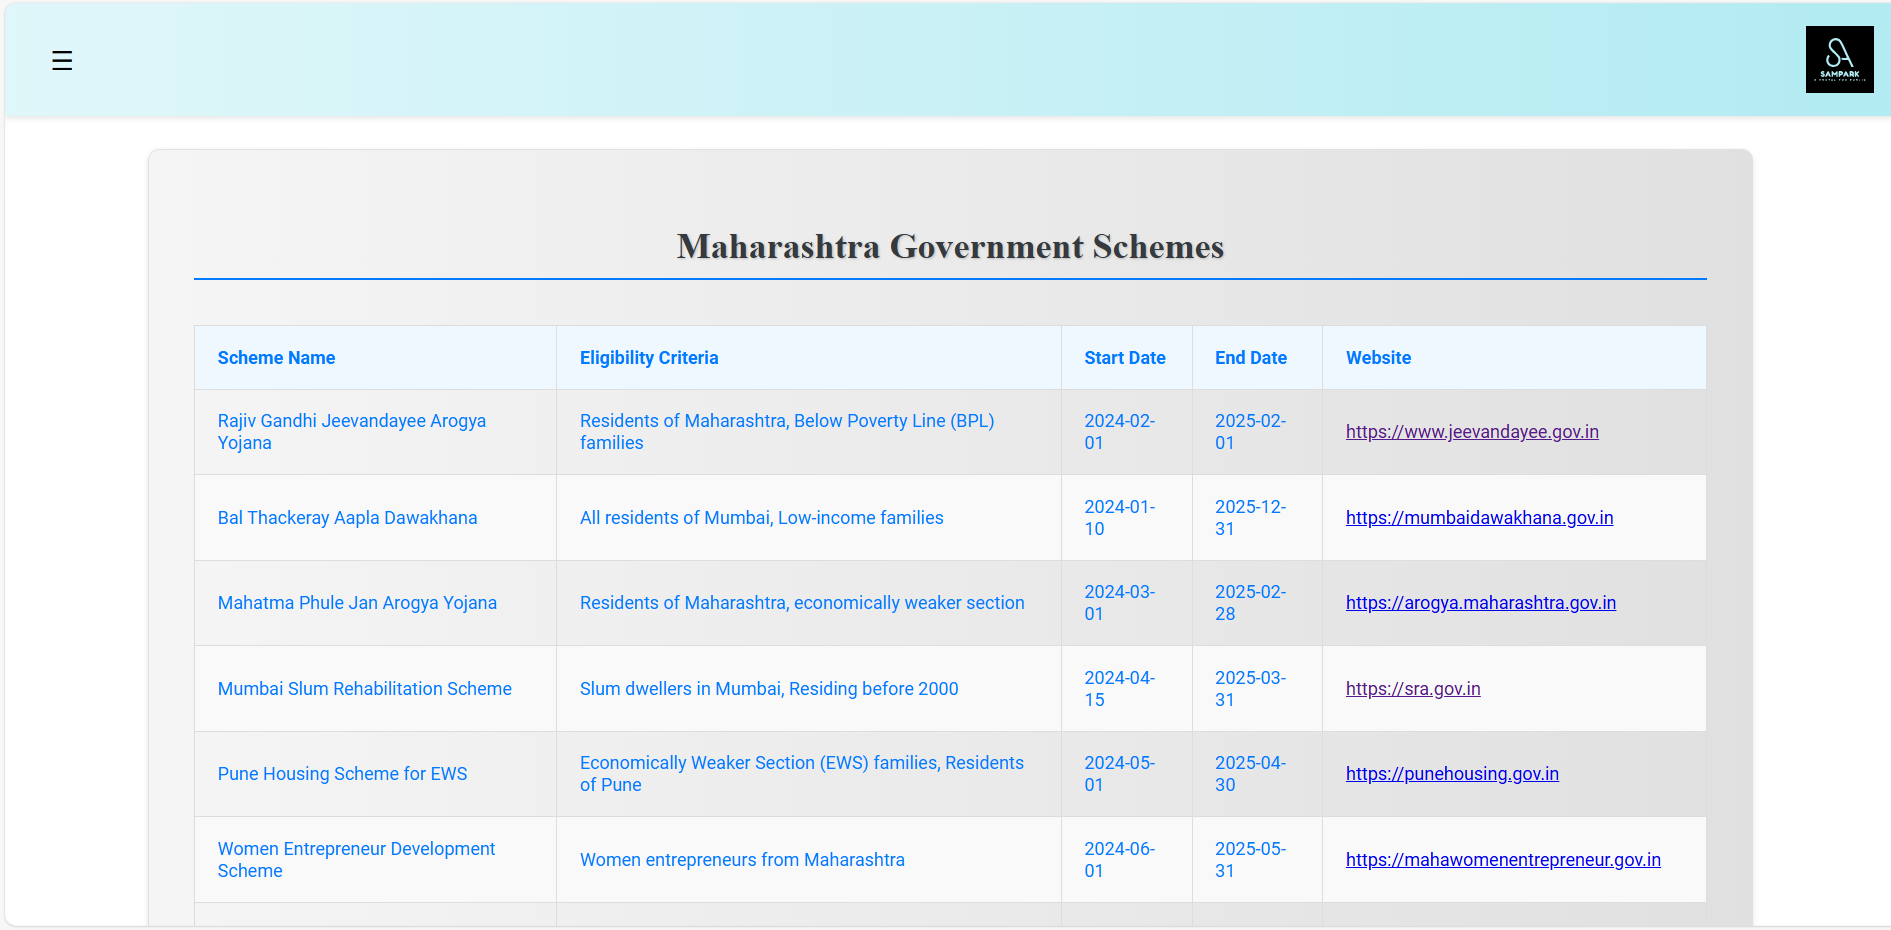 ☰
SAMPARK
Maharashtra Government Schemes
Scheme Name
Eligibility Criteria
Start Date
End Date
Website
Rajiv Gandhi Jeevandayee Arogya
Yojana
Residents of Maharashtra, Below Poverty Line (BPL)
families
2024-02-
01
2025-02-
01
https://www.jeevandayee.gov.in
Bal Thackeray Aapla Dawakhana
All residents of Mumbai, Low-income families
2024-01-
10
2025-12-
31
https://mumbaidawakhana.gov.in
Mahatma Phule Jan Arogya Yojana
Residents of Maharashtra, economically weaker section
2024-03-
01
2025-02-
28
https://arogya.maharashtra.gov.in
Mumbai Slum Rehabilitation Scheme
Slum dwellers in Mumbai, Residing before 2000
2024-04-
15
2025-03-
31
https://sra.gov.in
Pune Housing Scheme for EWS
Economically Weaker Section (EWS) families, Residents
of Pune
2024-05-
01
2025-04-
30
https://punehousing.gov.in
Women Entrepreneur Development
Scheme
Women entrepreneurs from Maharashtra
2024-06-
01
2025-05-
31
https://mahawomenentrepreneur.gov.in